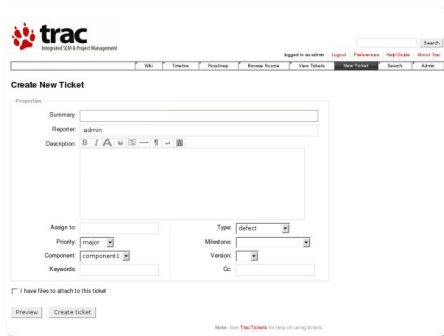 trac
Integrated SCM & Project Management
Search
logged in as admin Logout Preferences Help/Guide About Trac
Wiki Timeline Roadmap Browse Source View Tickets New Ticket Search Admin
Create New Ticket
Properties
Summary:
Reporter: admin
Description: B I A
Assign to: Type: defect
Priority: major Milestone:
Component: component1 Version:
Keywords: Cc:
I have files to attach to this ticket
Preview Create ticket
Note: See TracTickets for help on using tickets.